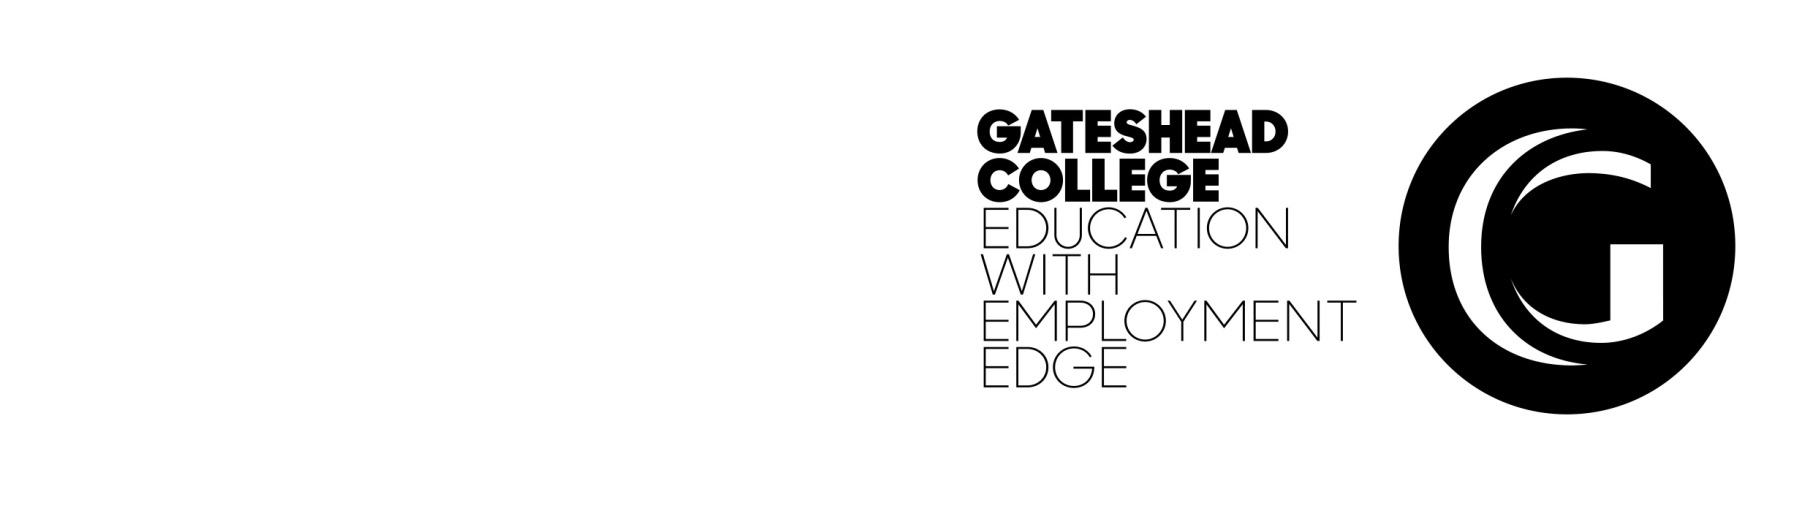 GATESHEAD
COLLEGE
EDUCATION
WITH
EMPLOYMENT
EDGE
G